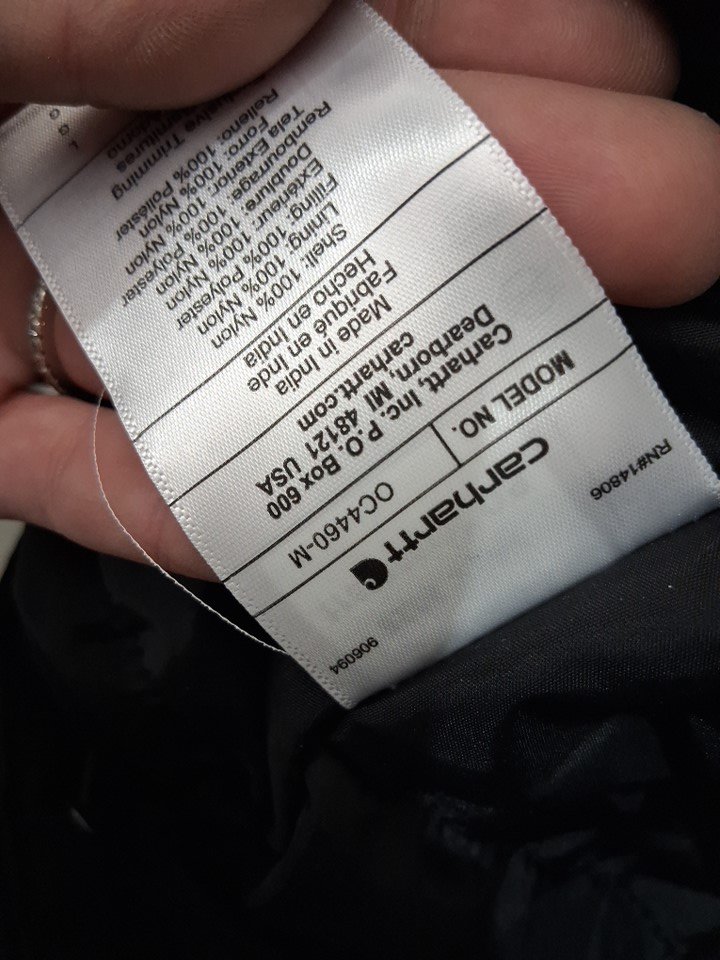 RN#14806 906094
carhartt
MODEL NO. OC4460-M
Carhartt, Inc. P.O. Box 600
Dearborn, MI 48121 USA
carhartt.com
Made in India
Fabriqué en Inde
Hecho en India
Shell: 100% Nylon
Lining: 100% Nylon
Filling: 100% Polyester
Extérieur: 100% Nylon
Doublure: 100% Nylon
Rembourrage: 100% Polyester
Tela Exterior: 100% Nylon
Forro: 100% Nylon
Relleno: 100% Poliéster
Trimming